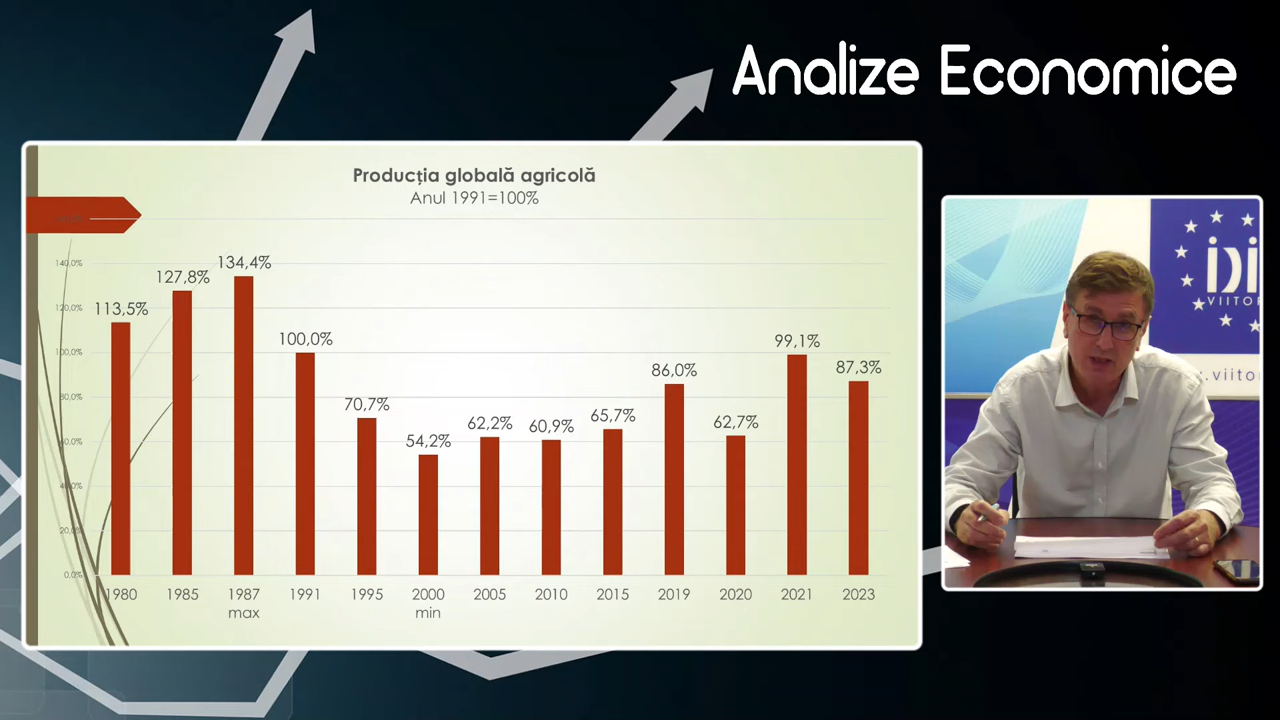 Analize Economice
Producția globală agricolă
Anul 1991=100%
140,0%
120,0%
100,0%
80,0%
60,0%
40,0%
20,0%
0,0%
113,5%
127,8%
134,4%
100,0%
70,7%
54,2%
62,2%
60,9%
65,7%
86,0%
62,7%
99,1%
87,3%
1980 1985 1987 1991 1995 2000 2005 2010 2015 2019 2020 2021 2023
max min
IDI
VIITOR
.viito